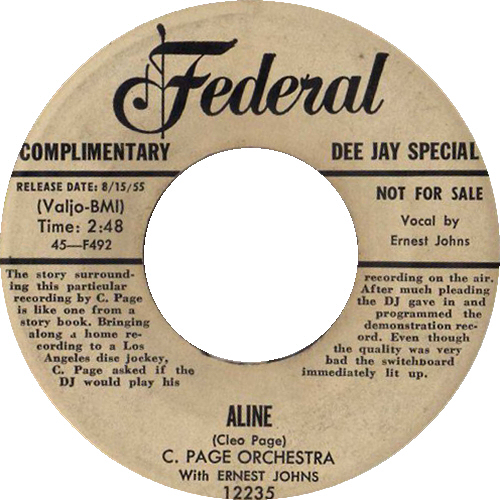 Federal
COMPLIMENTARY
DEE JAY SPECIAL
RELEASE DATE: 8/15/55
(Valjo-BMI)
Time: 2:48
45—F492
NOT FOR SALE
Vocal by
Ernest Johns
The story surround-
ing this particular
recording by C. Page
is like one from a
story book. Bringing
along a home re-
cording to a Los
Angeles disc jockey,
C. Page asked if the
DJ would play his
recording on the air.
After much pleading
the DJ gave in and
programmed the
demonstration rec-
ord. Even though
the quality was very
bad the switchboard
immediately lit up.
ALINE
(Cleo Page)
C. PAGE ORCHESTRA
With ERNEST JOHNS
12235